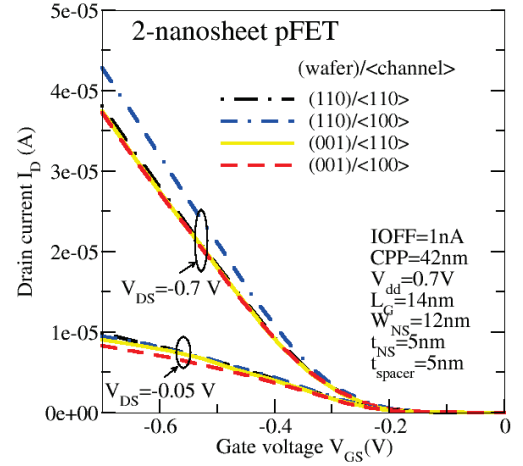 2-nanosheet pFET
(wafer)/<channel>
(110)/<110>
(110)/<100>
(001)/<110>
(001)/<100>
5e-05
4e-05
3e-05
2e-05
1e-05
0e+00
Drain current I_D (A)
V_DS=-0.7 V
V_DS=-0.05 V
IOFF=1nA
CPP=42nm
V_dd=0.7V
L_G=14nm
W_NS=12nm
t_NS=5nm
t_spacer=5nm
-0.6
-0.4
-0.2
0
Gate voltage V_GS(V)